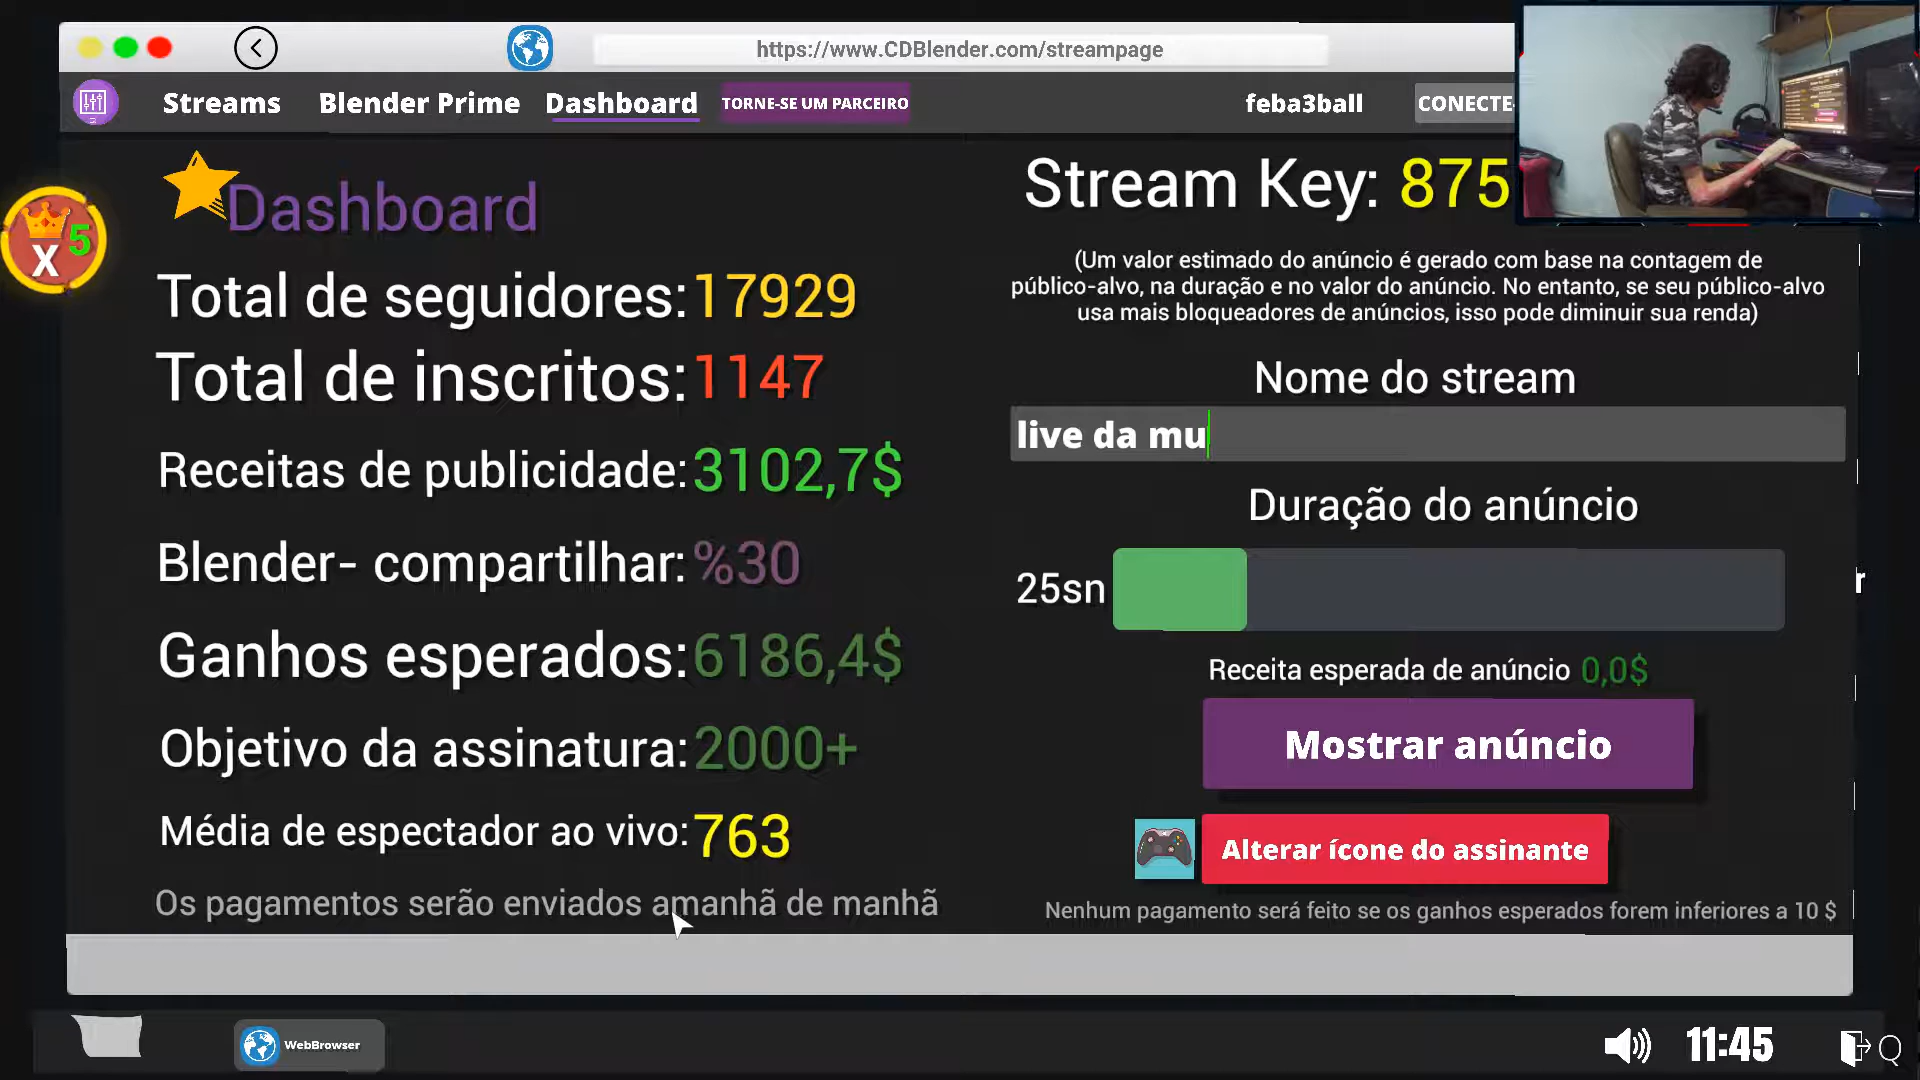 https://www.CDBlender.com/streampage
Streams
Blender Prime
Dashboard
TORNE-SE UM PARCEIRO
feba3ball
CONECTE-
Dashboard
X 5
Total de seguidores:17929
Total de inscritos:1147
Receitas de publicidade:3102,7$
Blender- compartilhar:%30
Ganhos esperados:6186,4$
Objetivo da assinatura:2000+
Média de espectador ao vivo:763
Os pagamentos serão enviados amanhã de manhã
Stream Key: 875
(Um valor estimado do anúncio é gerado com base na contagem de
público-alvo, na duração e no valor do anúncio. No entanto, se seu público-alvo
usa mais bloqueadores de anúncios, isso pode diminuir sua renda)
Nome do stream
live da mu
Duração do anúncio
25sn
Receita esperada de anúncio 0,0$
Mostrar anúncio
Alterar ícone do assinante
Nenhum pagamento será feito se os ganhos esperados forem inferiores a 10 $
WebBrowser
11:45
Q